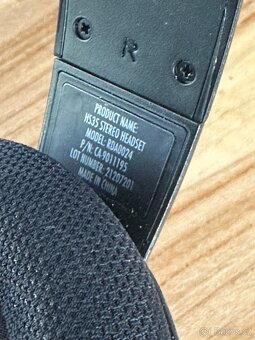 R
PRODUCT NAME:
HS35 STEREO HEADSET
MODEL: RDA0024
P/N: CA-9011195
LOT NUMBER: 21207201
MADE IN CHINA